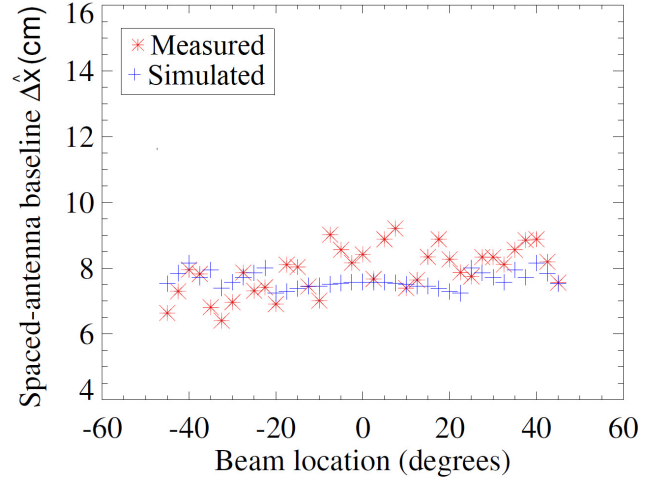 Spaced-antenna baseline Δx̂(cm)
16
14
12
10
8
6
4
Measured
Simulated
-60 -40 -20 0 20 40 60
Beam location (degrees)